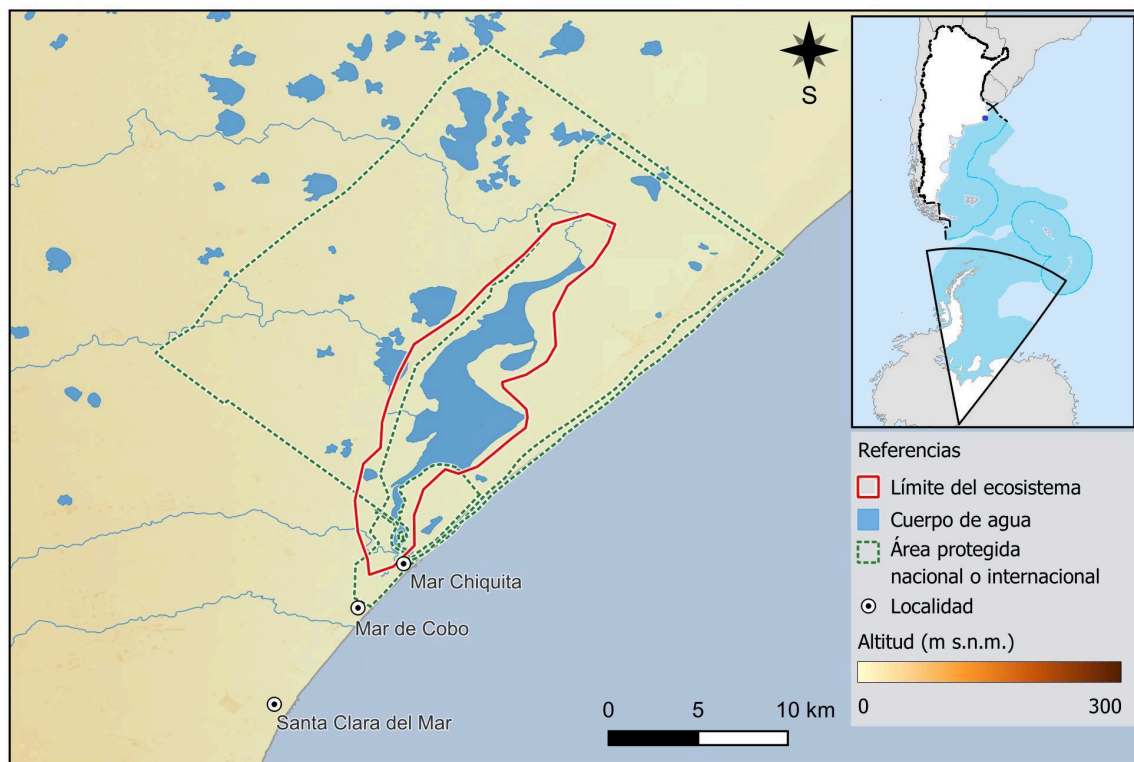 S
Mar Chiquita
Mar de Cobo
Santa Clara del Mar
0 5 10 km
Referencias
Límite del ecosistema
Cuerpo de agua
Área protegida
nacional o internacional
Localidad
Altitud (m s.n.m.)
0 300